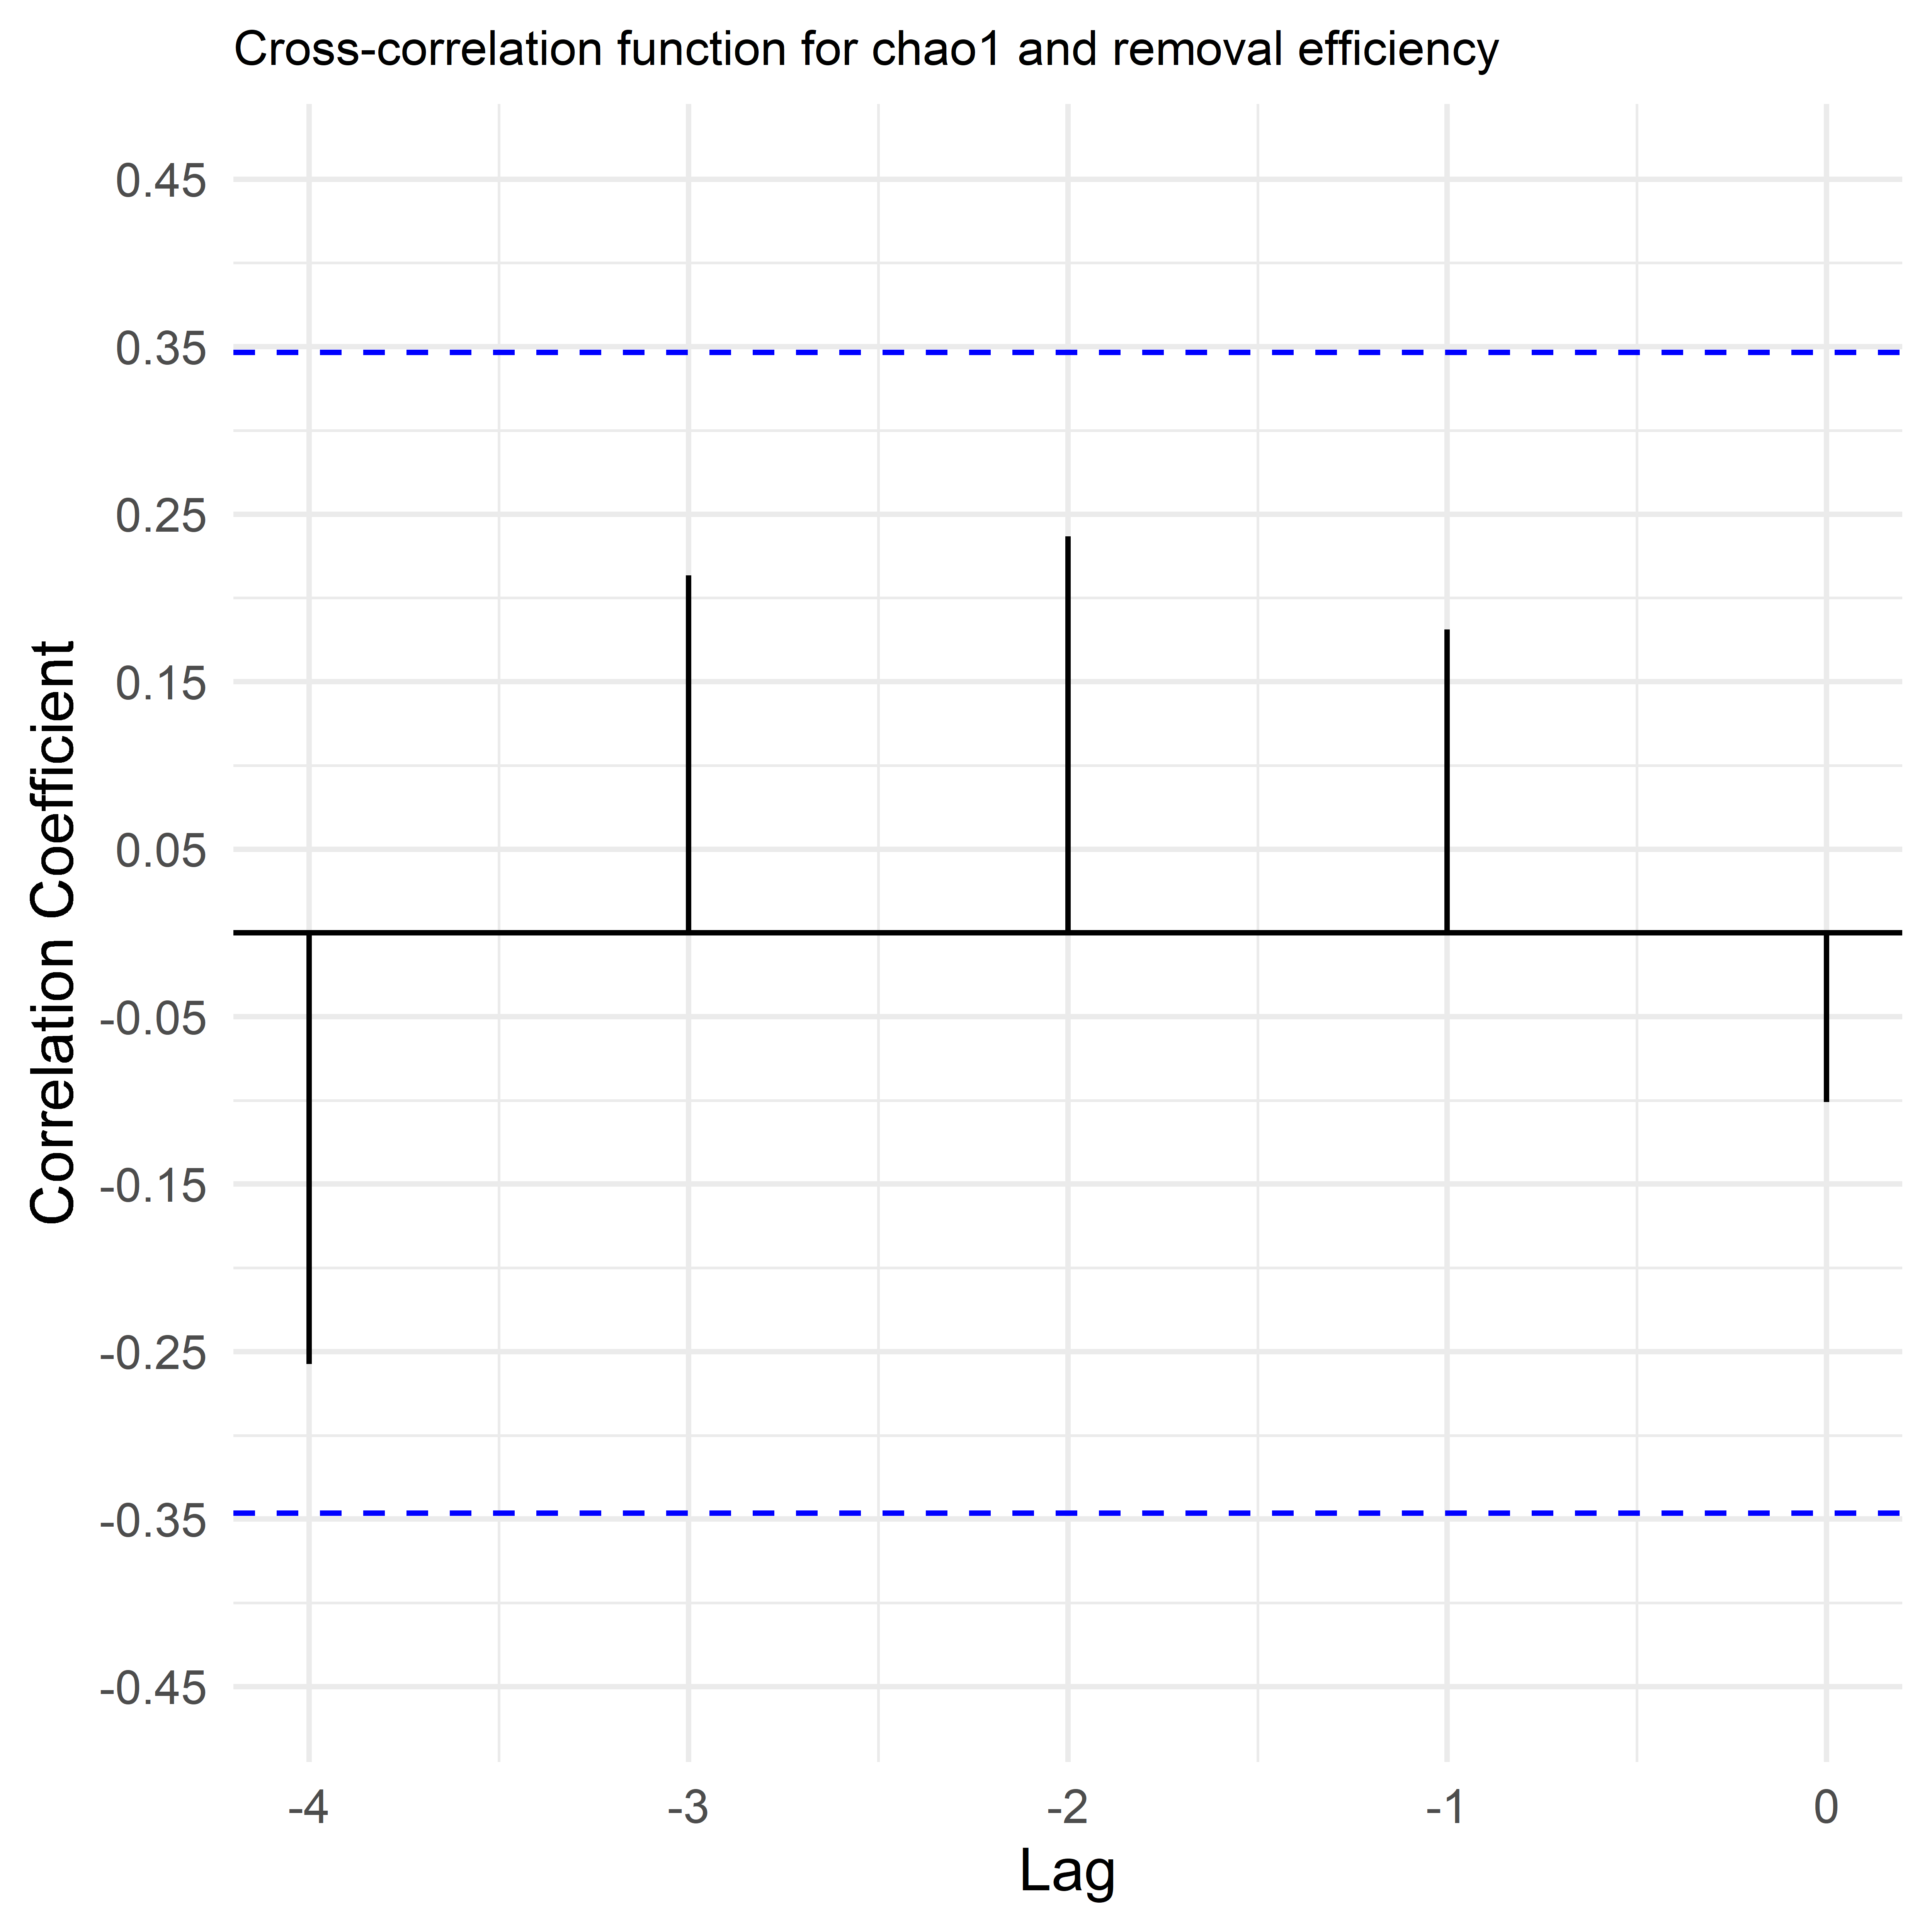 Cross-correlation function for chao1 and removal efficiency
Correlation Coefficient
0.45
0.35
0.25
0.15
0.05
-0.05
-0.15
-0.25
-0.35
-0.45
-4 -3 -2 -1 0
Lag